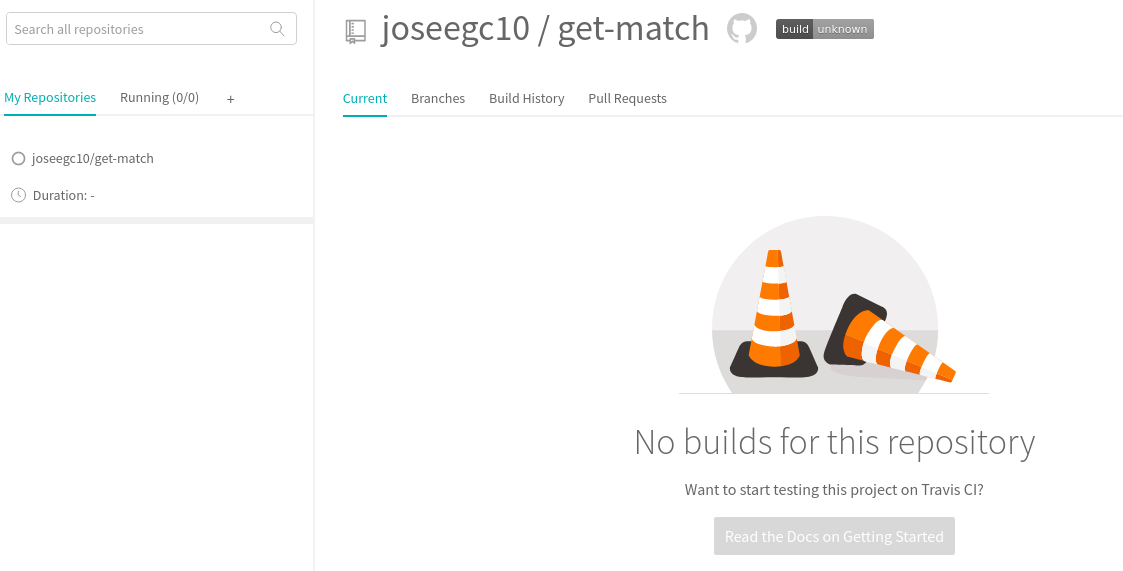 Search all repositories
My Repositories Running (0/0) +
joseegc10/get-match
Duration: -
joseegc10 / get-match build unknown
Current Branches Build History Pull Requests
No builds for this repository
Want to start testing this project on Travis CI?
Read the Docs on Getting Started